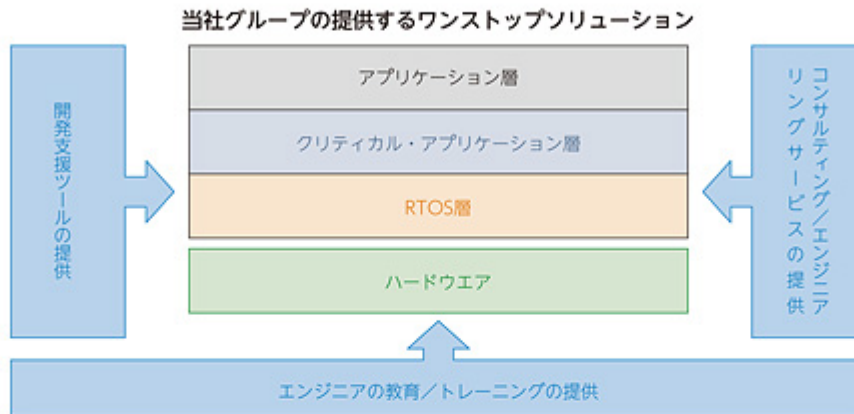 当社グループの提供するワンストップソリューション
アプリケーション層
クリティカル・アプリケーション層
RTOS層
ハードウエア
開発支援ツールの提供
コンサルティング／エンジニア
リングサービスの提供
エンジニアの教育／トレーニングの提供